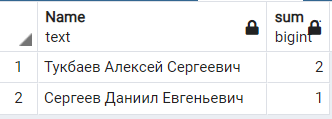 Name sum
text bigint
1 Тукбаев Алексей Сергеевич 2
2 Сергеев Даниил Евгеньевич 1